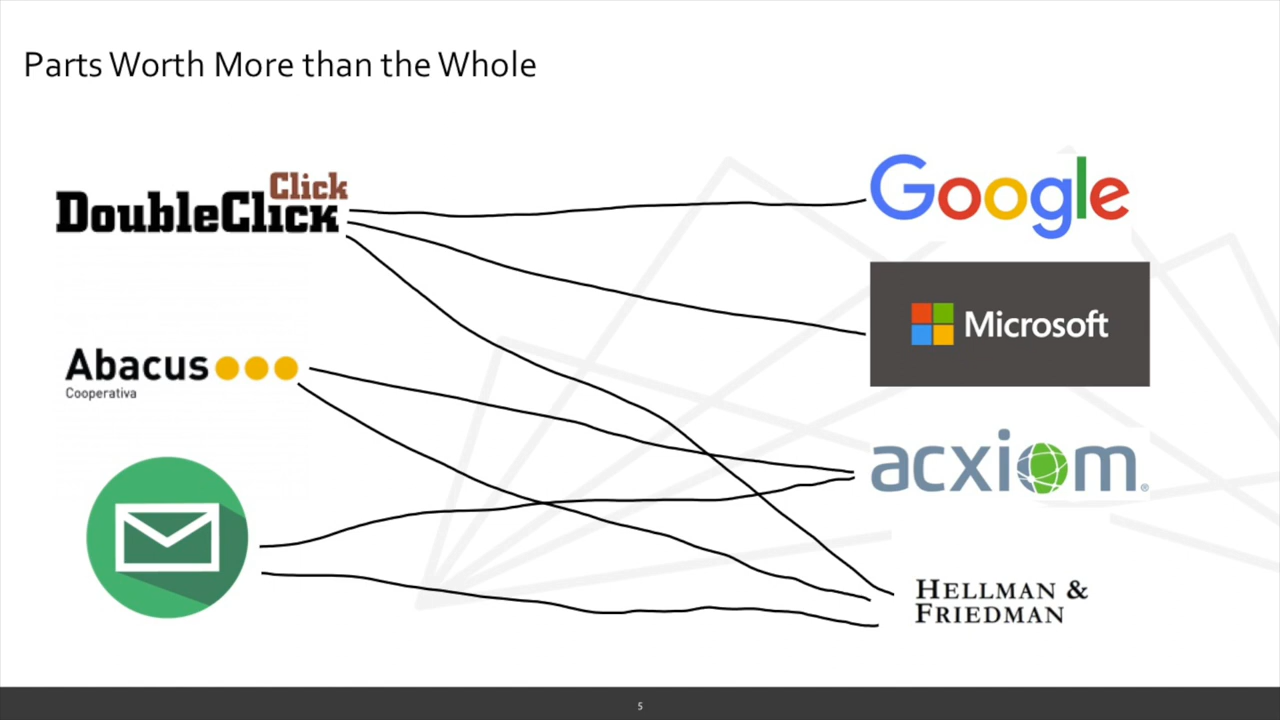 Parts Worth More than the Whole
Click
DoubleClick
Google
Microsoft
Abacus
Cooperativa
acxiom®
HELLMAN &
FRIEDMAN
5